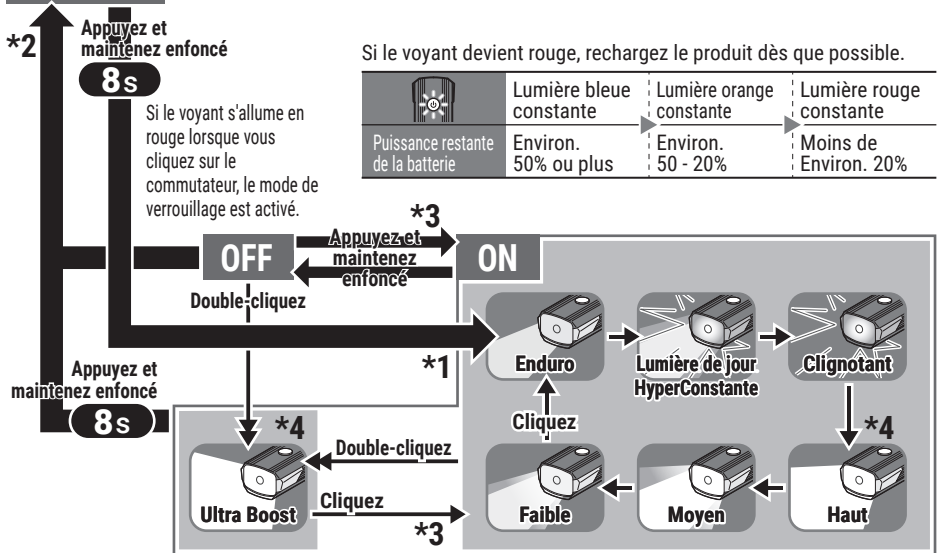 *2
Appuyez et
maintenez enfoncé
8s
Si le voyant s'allume en
rouge lorsque vous
cliquez sur le
commutateur, le mode de
verrouillage est activé.
Si le voyant devient rouge, rechargez le produit dès que possible.
Lumière bleue
constante
Lumière orange
constante
Lumière rouge
constante
Puissance restante
de la batterie
Environ.
50% ou plus
Environ.
50 - 20%
Moins de
Environ. 20%
OFF
*3
Appuyez et
maintenez
enfoncé
ON
Double-cliquez
*1
Enduro
Lumière de jour
HyperConstante
Clignotant
Appuyez et
maintenez enfoncé
8s
Cliquez
*4
*4
Double-cliquez
Ultra Boost
Cliquez
*3
Faible
Moyen
Haut